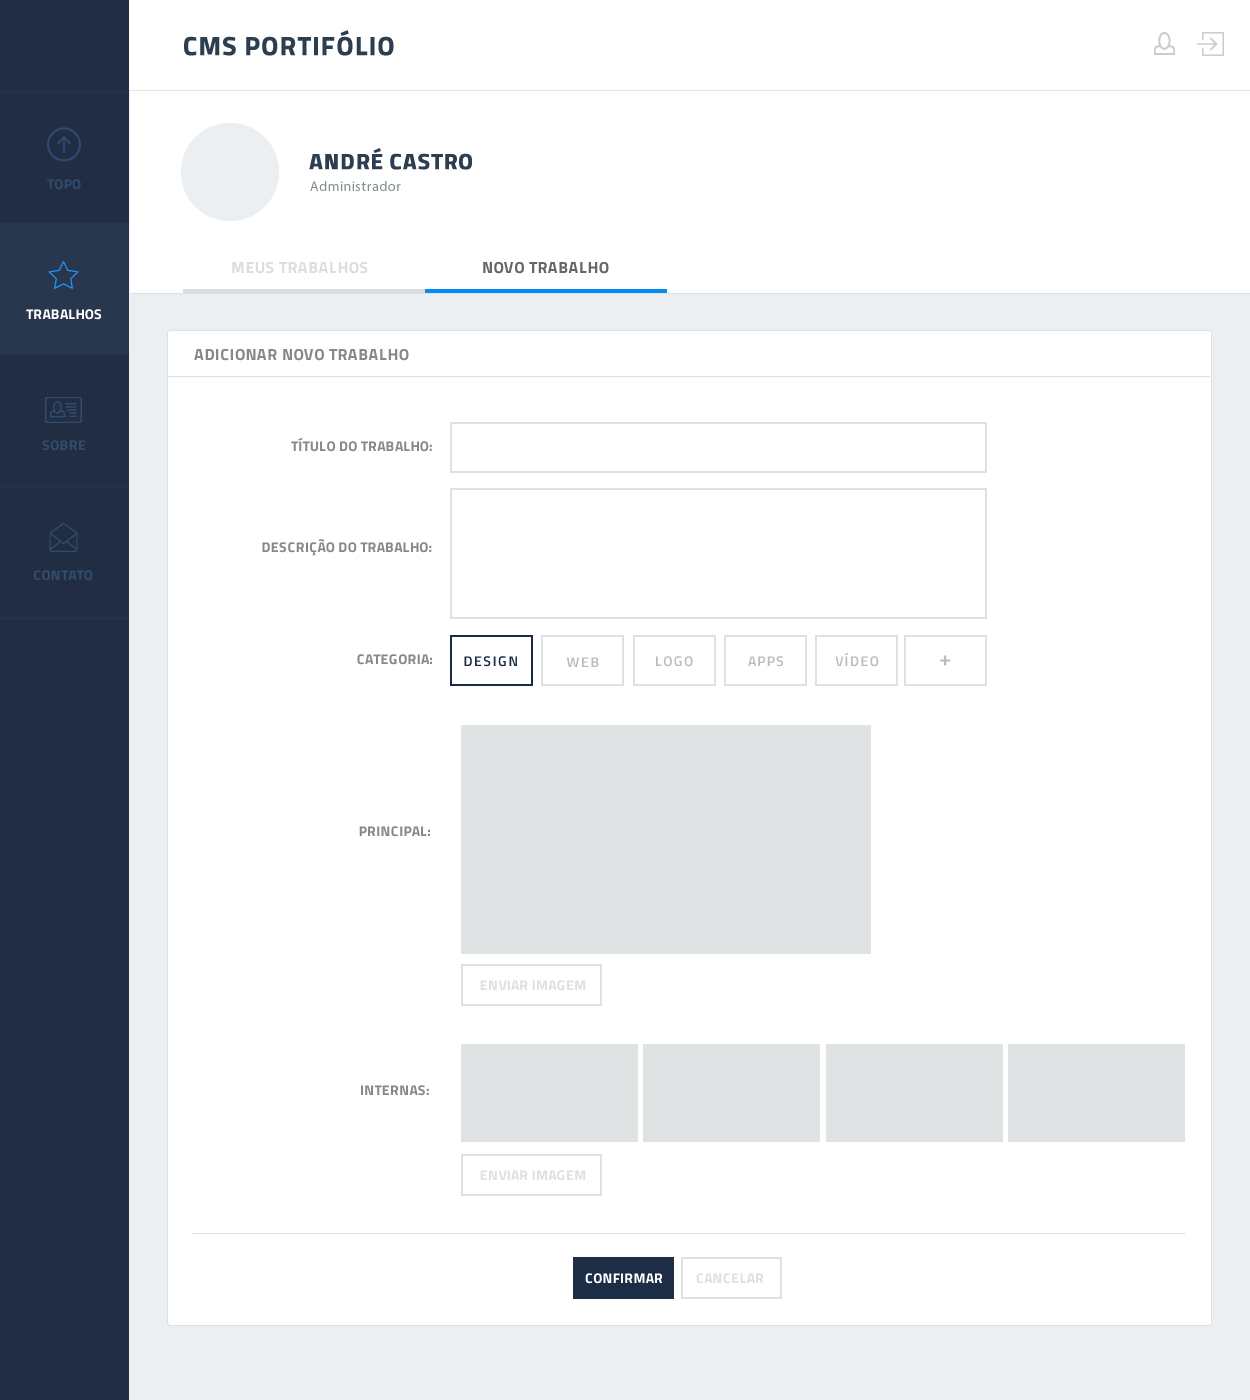 CMS PORTIFÓLIO
TOPO
TRABALHOS
SOBRE
CONTATO
ANDRÉ CASTRO
Administrador
MEUS TRABALHOS
NOVO TRABALHO
ADICIONAR NOVO TRABALHO
TÍTULO DO TRABALHO:
DESCRIÇÃO DO TRABALHO:
CATEGORIA:
DESIGN
WEB
LOGO
APPS
VÍDEO
+
PRINCIPAL:
ENVIAR IMAGEM
INTERNAS:
ENVIAR IMAGEM
CONFIRMAR
CANCELAR